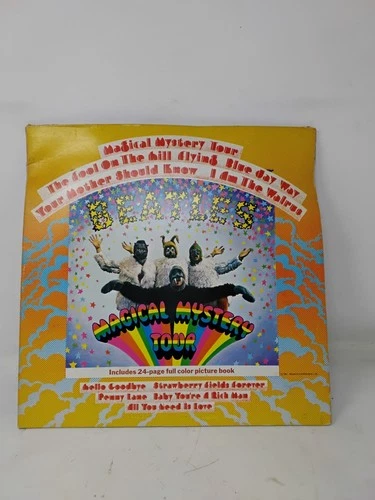 Magical Mystery Tour
The Fool On The Hill Flying Blue Jay Way
Your Mother Should Know I Am The Walrus
BEATLES
MAGICAL MYSTERY
TOUR
Includes 24-page full color picture book
Hello Goodbye Strawberry Fields Forever
Penny Lane Baby You're A Rich Man
All You Need Is Love